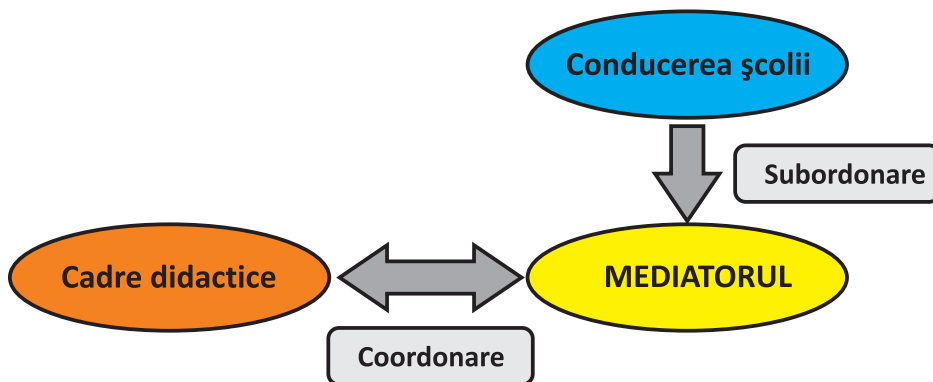 Conducerea şcolii
Subordonare
Cadre didactice
MEDIATORUL
Coordonare